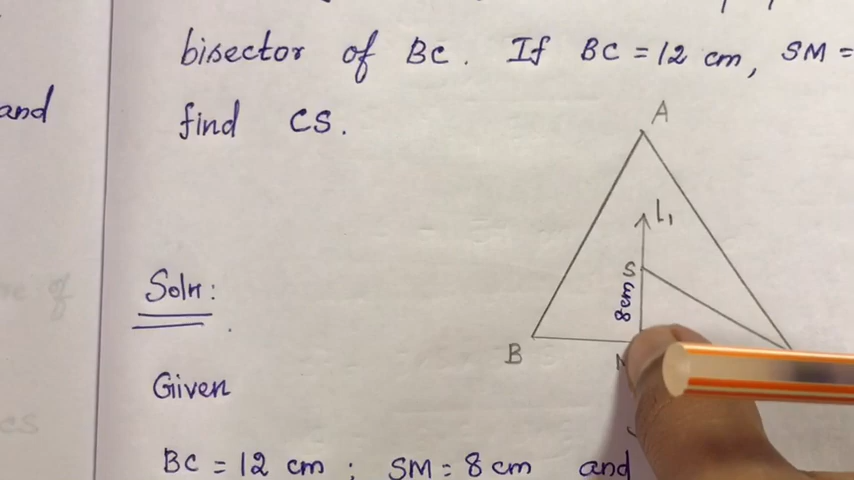 bisector of BC. If BC = 12 cm, SM =
and
find CS.
A
l₁
S
8cm
Soln:
B
Given
BC = 12 cm ; SM = 8 cm and